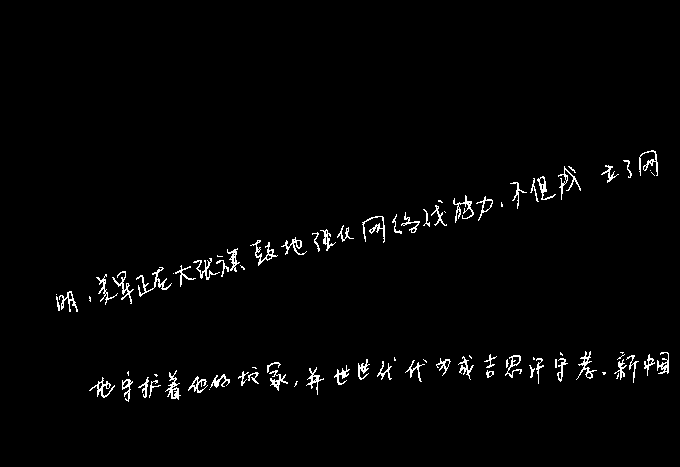 明,美军正在大张旗鼓地强化网络战能力.不但成立了网
地守护着他的坟冢,并世世代代为成吉思汗守孝.新中国